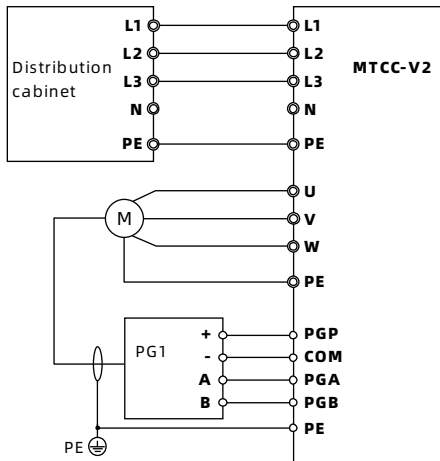 L1 L1
L2 L2
Distribution cabinet L3 L3 MTCC-V2
N N
PE PE
U
M V
W
PE
+ PGP
PG1 - COM
A PGA
B PGB
PE
PE